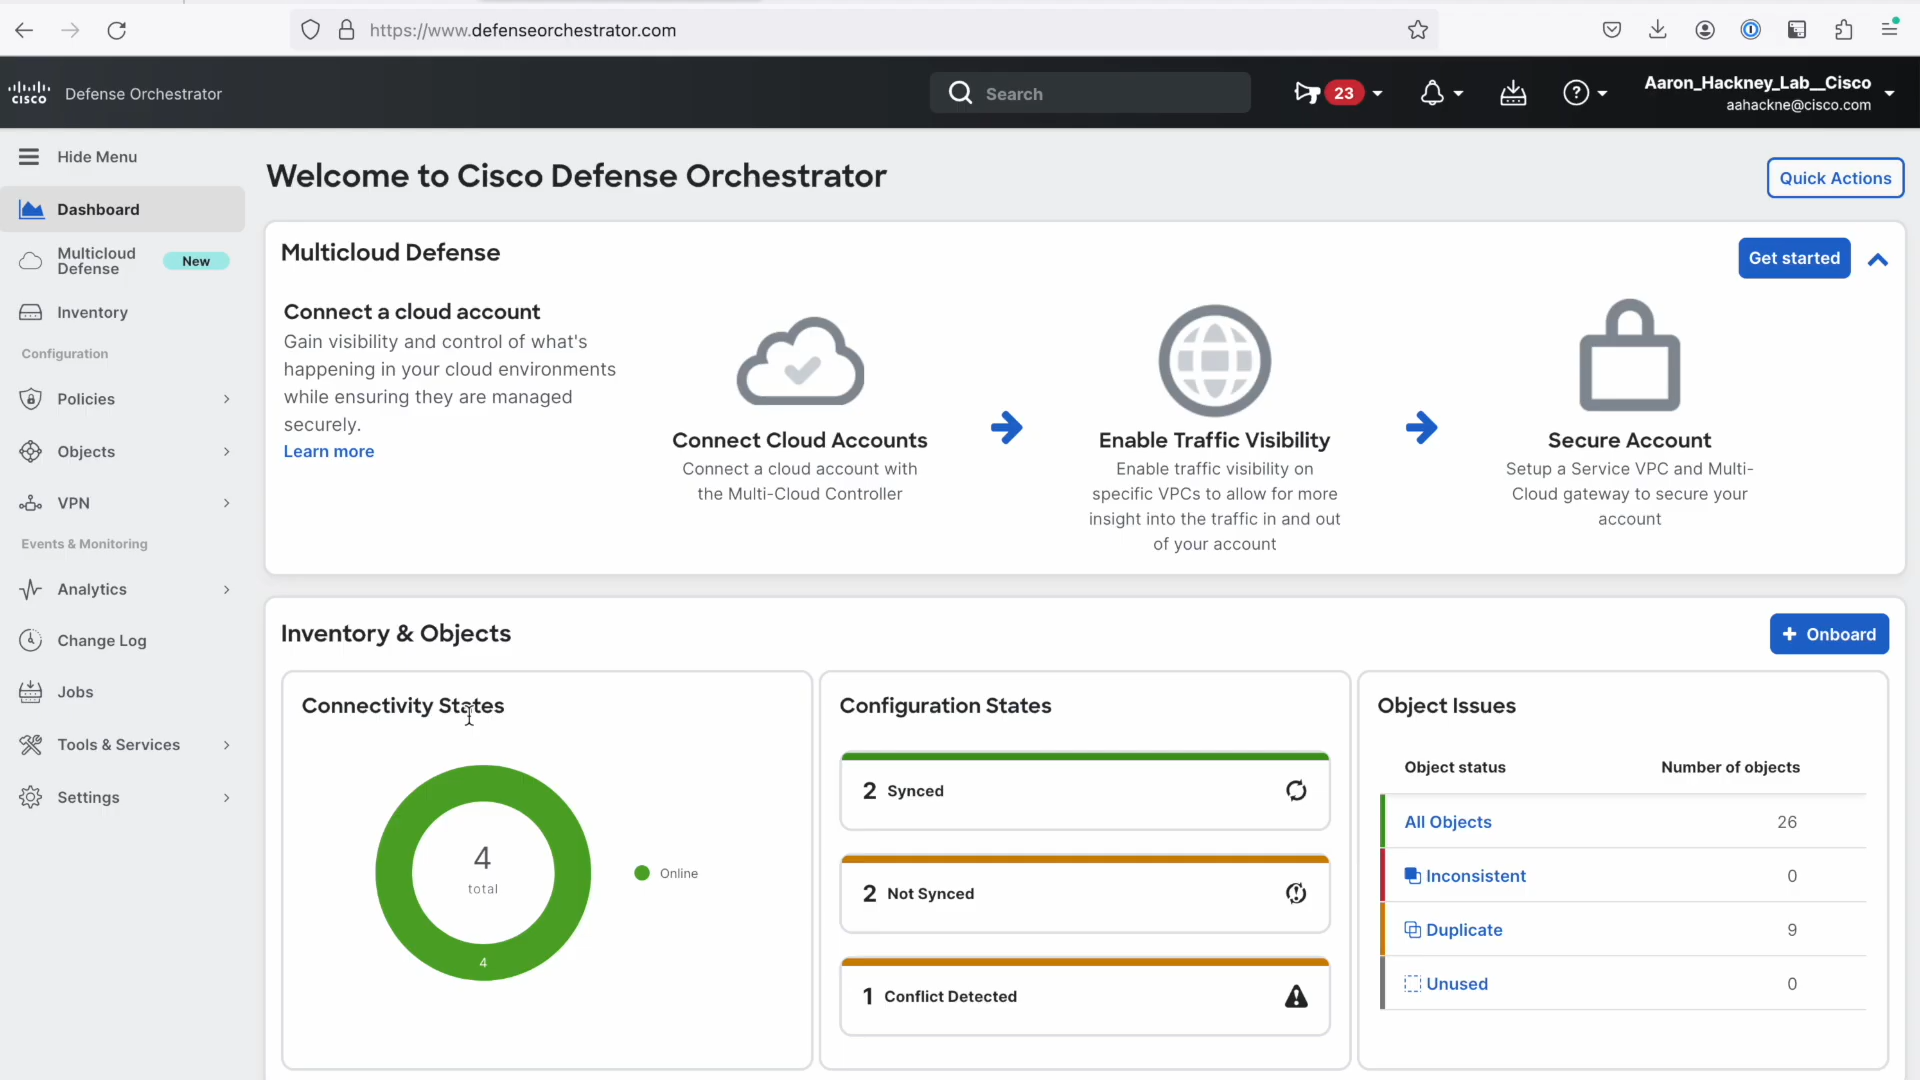 https://www.defenseorchestrator.com
cisco
Defense Orchestrator
Search
23
Aaron_Hackney_Lab__Cisco
aahackne@cisco.com
Hide Menu
Dashboard
Multicloud
Defense
New
Inventory
Configuration
Policies
Objects
VPN
Events & Monitoring
Analytics
Change Log
Jobs
Tools & Services
Settings
Welcome to Cisco Defense Orchestrator
Quick Actions
Multicloud Defense
Get started
Connect a cloud account
Gain visibility and control of what's
happening in your cloud environments
while ensuring they are managed
securely.
Learn more
Connect Cloud Accounts
Connect a cloud account with
the Multi-Cloud Controller
Enable Traffic Visibility
Enable traffic visibility on
specific VPCs to allow for more
insight into the traffic in and out
of your account
Secure Account
Setup a Service VPC and Multi-
Cloud gateway to secure your
account
Inventory & Objects
+ Onboard
Connectivity States
4
total
4
Online
Configuration States
2 Synced
2 Not Synced
1 Conflict Detected
Object Issues
Object status Number of objects
All Objects 26
Inconsistent 0
Duplicate 9
Unused 0